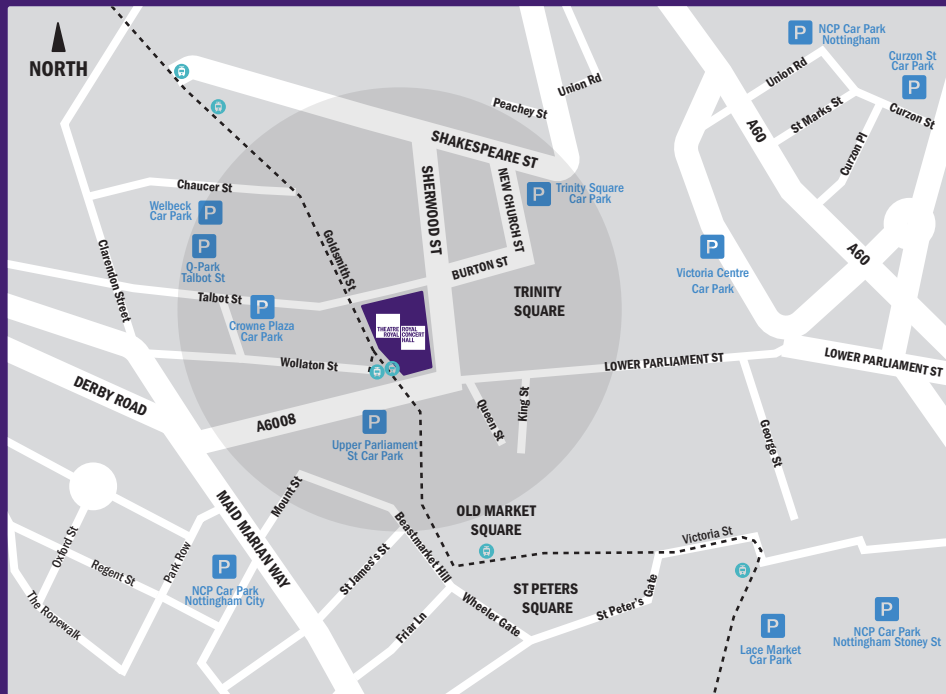 NORTH
NCP Car Park
Nottingham
Curzon St
Car Park
Union Rd
Union Rd
Peachey St
St Marks St
Curzon St
A60
Curzon Pl
SHAKESPEARE ST
SHERWOOD ST
NEW CHURCH ST
Trinity Square
Car Park
Chaucer St
Welbeck
Car Park
Q-Park
Talbot St
Goldsmith St
Clarendon Street
BURTON ST
A60
Victoria Centre
Car Park
Talbot St
TRINITY
SQUARE
Crowne Plaza
Car Park
THEATRE
ROYAL
ROYAL
CONCERT
HALL
Wollaton St
LOWER PARLIAMENT ST
LOWER PARLIAMENT ST
DERBY ROAD
A6008
Queen St
King St
George St
Upper Parliament
St Car Park
Mount St
MAID MARIAN WAY
OLD MARKET
SQUARE
Beastmarket Hill
Victoria St
Oxford St
Regent St
Park Row
St James's St
NCP Car Park
Nottingham City
The Ropewalk
ST PETERS
SQUARE
St Peter's Gate
Wheeler Gate
Friar Ln
Lace Market
Car Park
NCP Car Park
Nottingham Stoney St
P
P
P
P
P
P
P
P
P
P
P